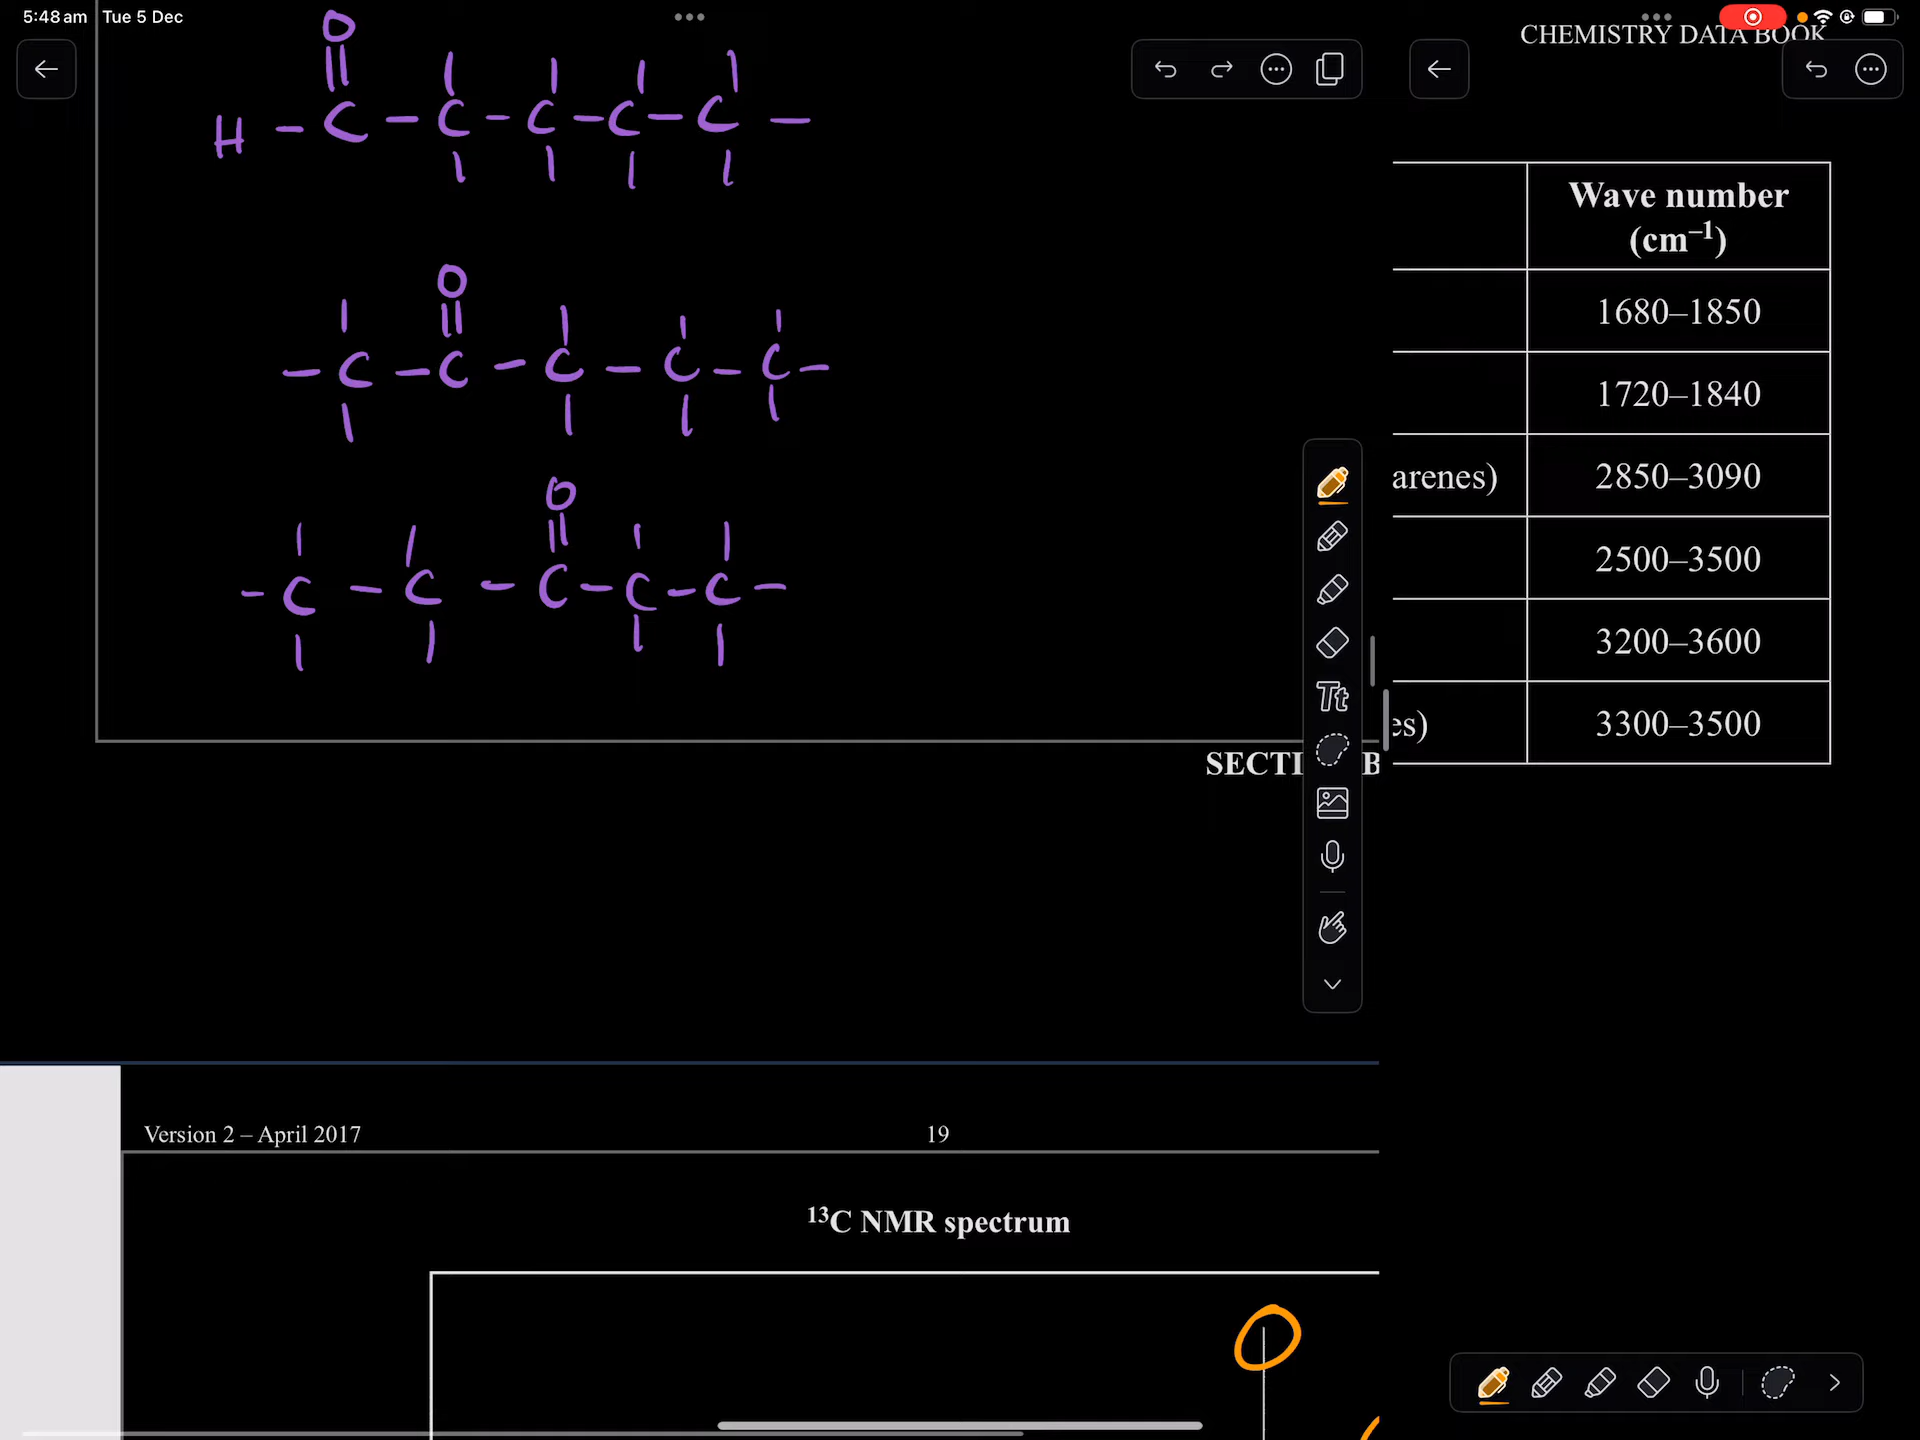 5:48 am Tue 5 Dec
CHEMISTRY DATA BOOK
O
H – C – C – C – C – C –
O
– C – C – C – C – C –
O
– C – C – C – C – C –
Wave number
(cm⁻¹)
1680–1850
1720–1840
arenes) 2850–3090
2500–3500
3200–3600
es) 3300–3500
Tt
SECTI B
Version 2 – April 2017 19
¹³C NMR spectrum